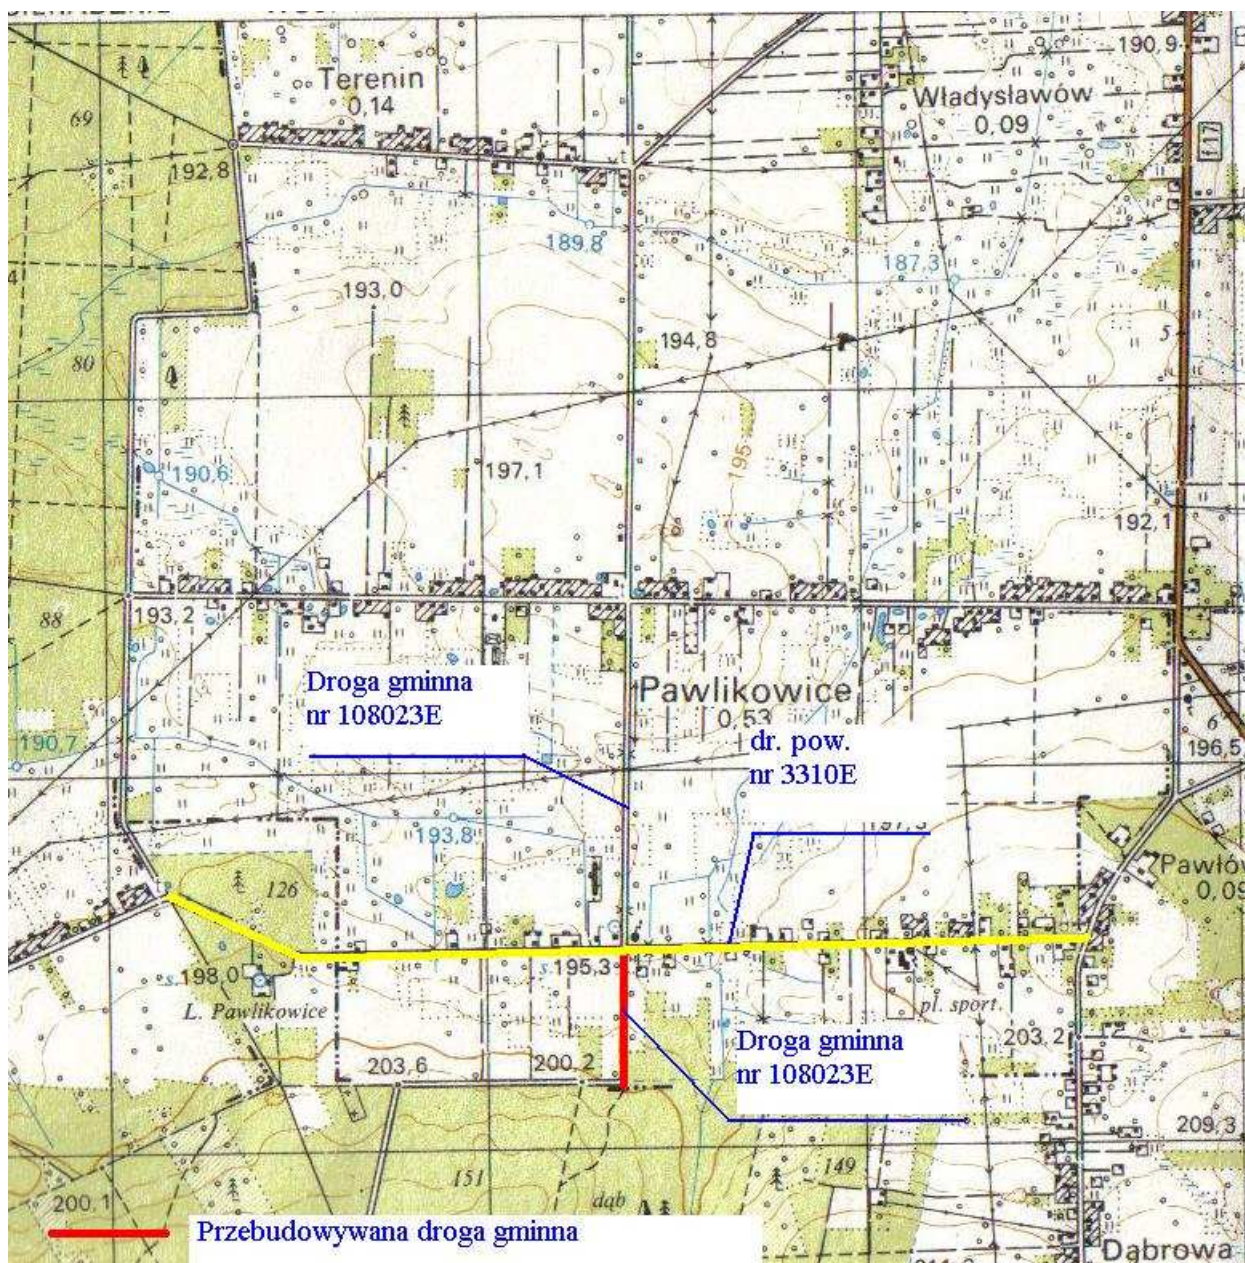 Terenin
0,14
Władysławów
0,09
190,9
69
192,8
f.17
189,8
187,3
193,0
194,8
5
80
195
190,6
197,1
192,1
193,2
88
Droga gminna
nr 108023E
Pawlikowice
0,53
dr. pow.
nr 3310E
6
190,7
196,5
193,8
126
Pawłów
0,09
s.198,0
s.195,3
L. Pawlikowice
pl. sport.
Droga gminna
nr 108023E
203,2
203,6
200,2
209,3
151
149
dąb
200,1
Przebudowywana droga gminna
Dąbrowa